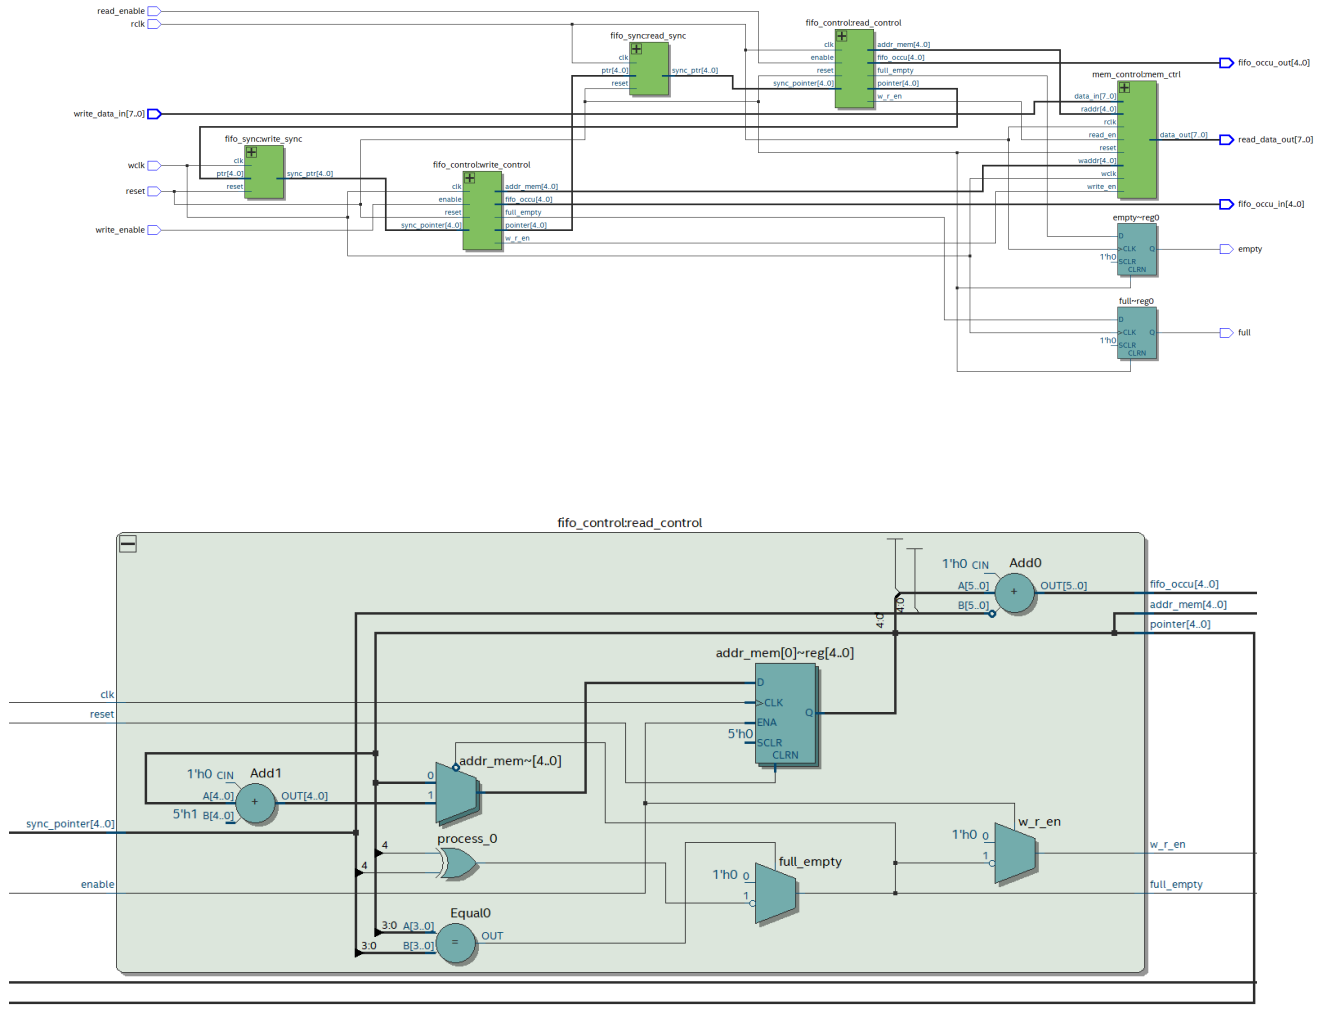 read_enable
rclk
write_data_in[7..0]
wclk
reset
write_enable
fifo_sync:write_sync
clk
ptr[4..0]
reset
sync_ptr[4..0]
fifo_control:write_control
clk
enable
reset
sync_pointer[4..0]
addr_mem[4..0]
fifo_occu[4..0]
full_empty
pointer[4..0]
w_r_en
fifo_sync:read_sync
clk
ptr[4..0]
reset
sync_ptr[4..0]
fifo_control:read_control
clk
enable
reset
sync_pointer[4..0]
addr_mem[4..0]
fifo_occu[4..0]
full_empty
pointer[4..0]
w_r_en
mem_control:mem_ctrl
data_in[7..0]
raddr[4..0]
rclk
read_en
reset
waddr[4..0]
wclk
write_en
data_out[7..0]
empty~reg0
D
>CLK
1'h0
SCLR
CLRN
Q
full~reg0
D
>CLK
1'h0
SCLR
CLRN
Q
fifo_occu_out[4..0]
read_data_out[7..0]
fifo_occu_in[4..0]
empty
full
fifo_control:read_control
1'h0 CIN
Add0
A[5..0]
OUT[5..0]
B[5..0]
+
4:0
4:0
fifo_occu[4..0]
addr_mem[4..0]
pointer[4..0]
addr_mem[0]~reg[4..0]
D
>CLK
ENA
5'h0
SCLR
CLRN
Q
clk
reset
1'h0 CIN
Add1
A[4..0]
OUT[4..0]
5'h1 B[4..0]
+
sync_pointer[4..0]
addr_mem~[4..0]
0
1
process_0
4
4
full_empty
1'h0 0
1
w_r_en
1'h0 0
1
w_r_en
full_empty
enable
Equal0
3:0 A[3..0]
3:0 B[3..0]
=
OUT